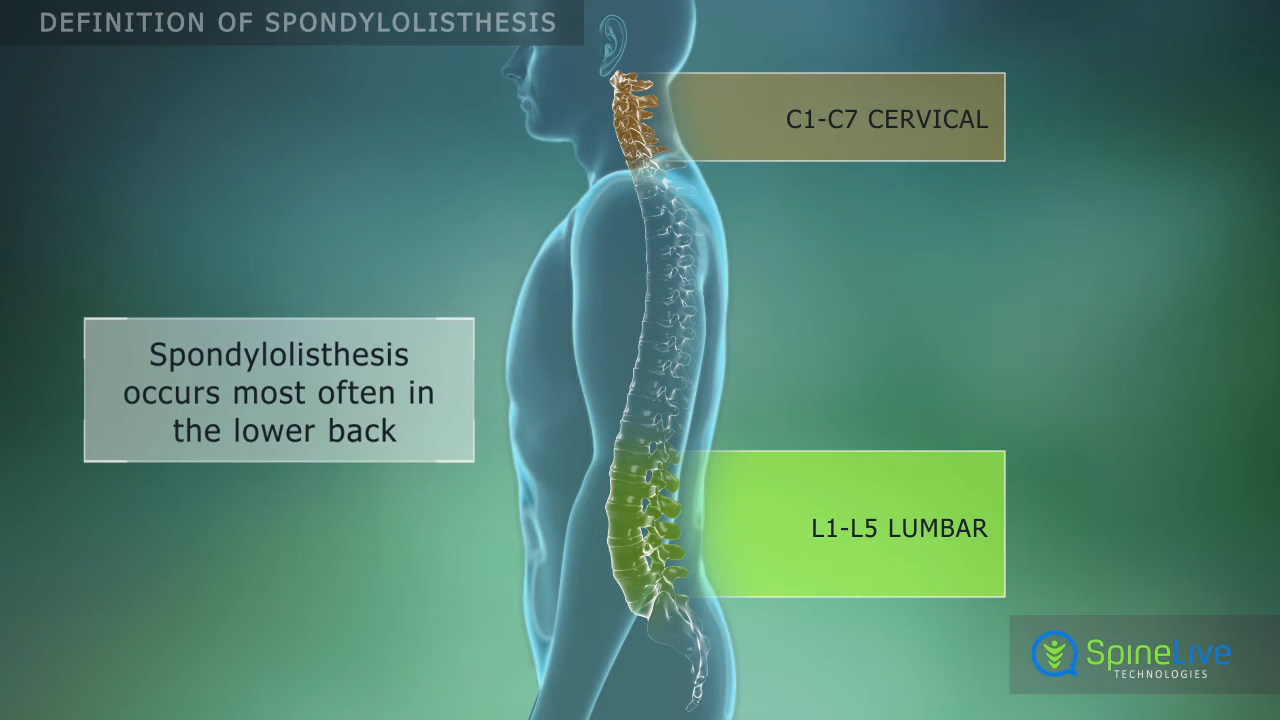 DEFINITION OF SPONDYLOLISTHESIS
C1-C7 CERVICAL
Spondylolisthesis
occurs most often in
the lower back
L1-L5 LUMBAR
SpineLive
TECHNOLOGIES